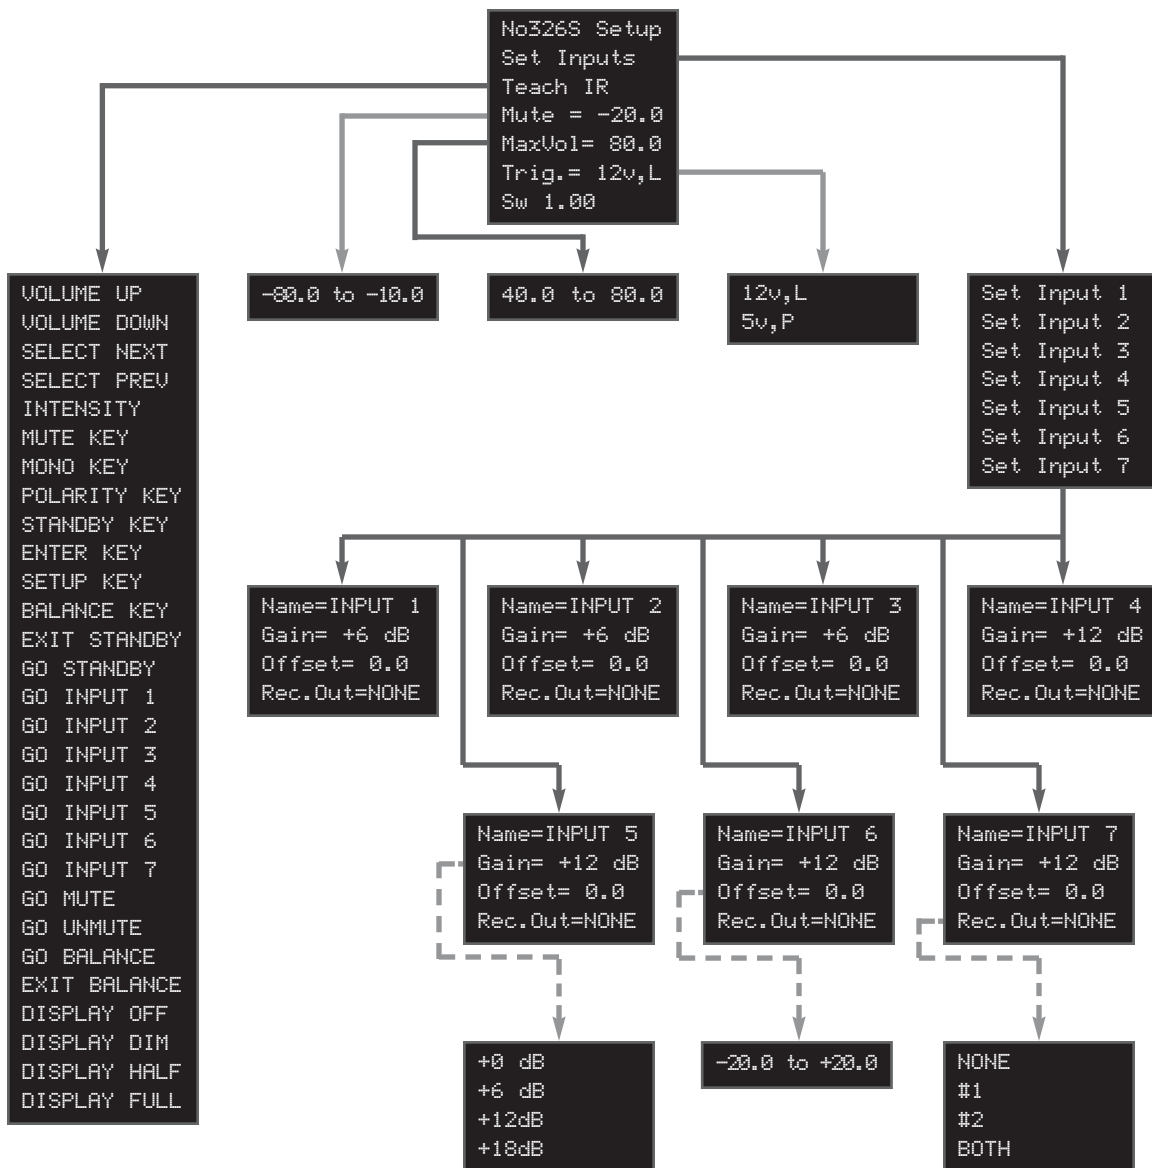 No326S Setup
Set Inputs
Teach IR
Mute = -20.0
MaxVol= 80.0
Trig.= 12v,L
Sw 1.00
VOLUME UP
VOLUME DOWN
SELECT NEXT
SELECT PREV
INTENSITY
MUTE KEY
MONO KEY
POLARITY KEY
STANDBY KEY
ENTER KEY
SETUP KEY
BALANCE KEY
EXIT STANDBY
GO STANDBY
GO INPUT 1
GO INPUT 2
GO INPUT 3
GO INPUT 4
GO INPUT 5
GO INPUT 6
GO INPUT 7
GO MUTE
GO UNMUTE
GO BALANCE
EXIT BALANCE
DISPLAY OFF
DISPLAY DIM
DISPLAY HALF
DISPLAY FULL
-80.0 to -10.0
40.0 to 80.0
12v,L
5v,P
Set Input 1
Set Input 2
Set Input 3
Set Input 4
Set Input 5
Set Input 6
Set Input 7
Name=INPUT 1
Gain= +6 dB
Offset= 0.0
Rec.Out=NONE
Name=INPUT 2
Gain= +6 dB
Offset= 0.0
Rec.Out=NONE
Name=INPUT 3
Gain= +6 dB
Offset= 0.0
Rec.Out=NONE
Name=INPUT 4
Gain= +12 dB
Offset= 0.0
Rec.Out=NONE
Name=INPUT 5
Gain= +12 dB
Offset= 0.0
Rec.Out=NONE
Name=INPUT 6
Gain= +12 dB
Offset= 0.0
Rec.Out=NONE
Name=INPUT 7
Gain= +12 dB
Offset= 0.0
Rec.Out=NONE
+0 dB
+6 dB
+12dB
+18dB
-20.0 to +20.0
NONE
#1
#2
BOTH